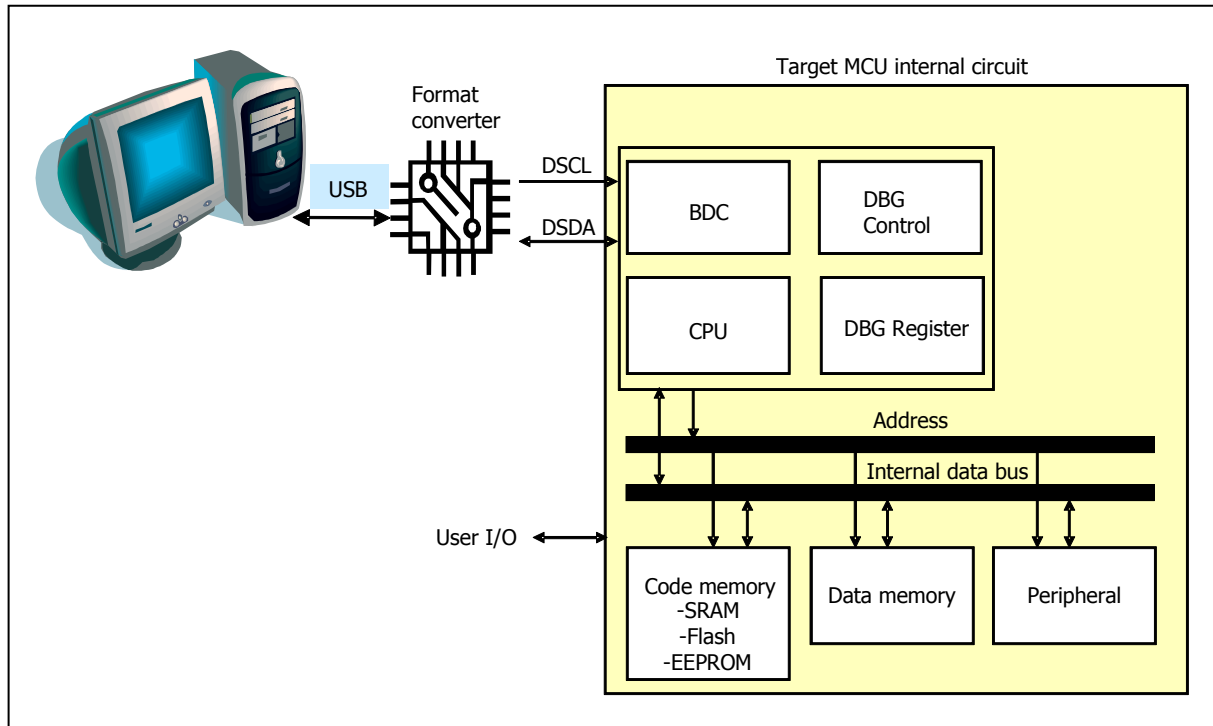 Target MCU internal circuit
Format
converter
USB
DSCL
DSDA
BDC
DBG
Control
CPU
DBG Register
Address
Internal data bus
User I/O
Code memory
-SRAM
-Flash
-EEPROM
Data memory
Peripheral